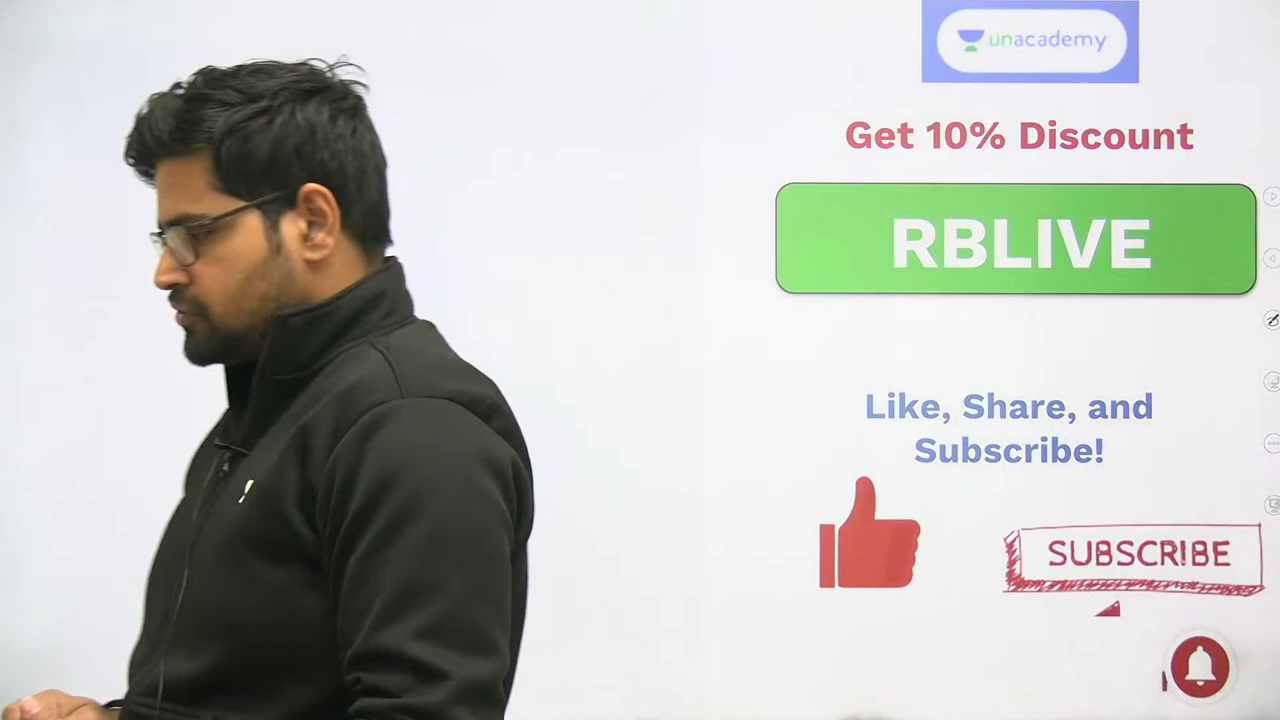 unacademy
Get 10% Discount
RBLIVE
Like, Share, and
Subscribe!
SUBSCRIBE